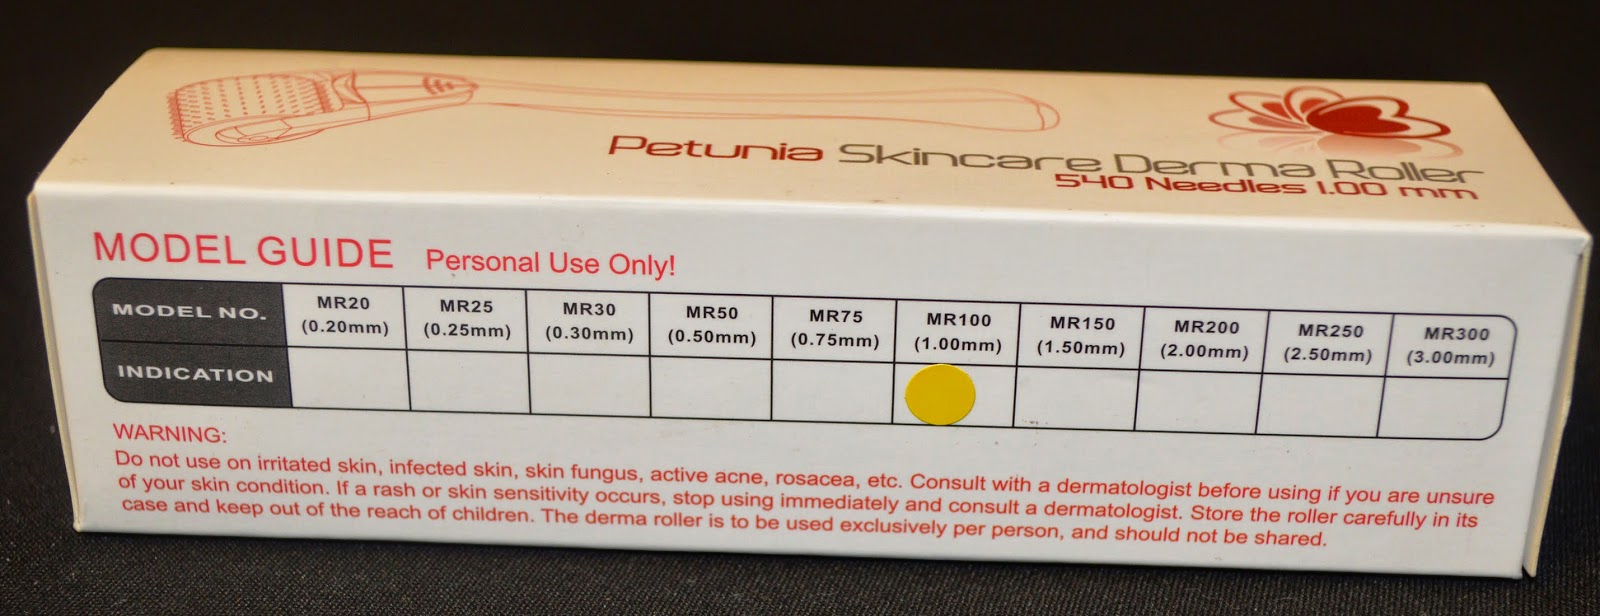 Petunia Skincare Derma Roller
540 Needles 1.00 mm
MODEL GUIDE Personal Use Only!
MODEL NO. MR20 MR25 MR30 MR50 MR75 MR100 MR150 MR200 MR250 MR300
(0.20mm) (0.25mm) (0.30mm) (0.50mm) (0.75mm) (1.00mm) (1.50mm) (2.00mm) (2.50mm) (3.00mm)
INDICATION
WARNING:
Do not use on irritated skin, infected skin, skin fungus, active acne, rosacea, etc. Consult with a dermatologist before using if you are unsure
of your skin condition. If a rash or skin sensitivity occurs, stop using immediately and consult a dermatologist. Store the roller carefully in its
case and keep out of the reach of children. The derma roller is to be used exclusively per person, and should not be shared.